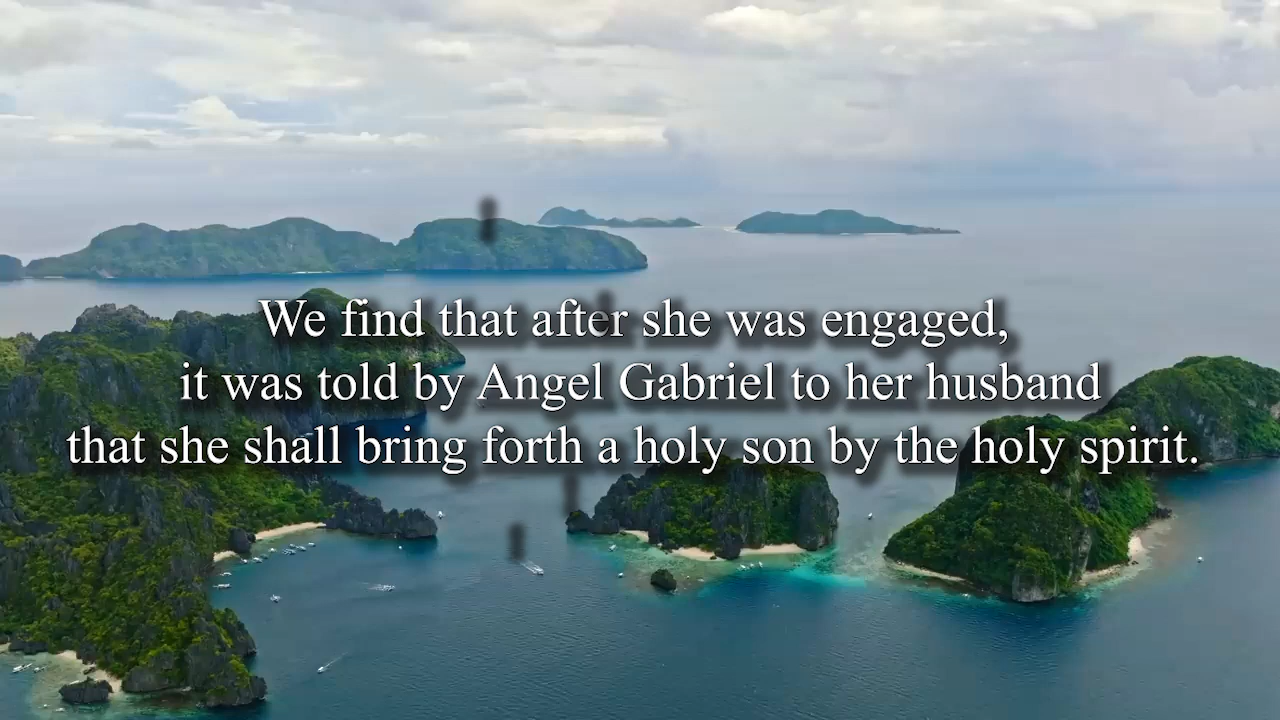 We find that after she was engaged,
it was told by Angel Gabriel to her husband
that she shall bring forth a holy son by the holy spirit.